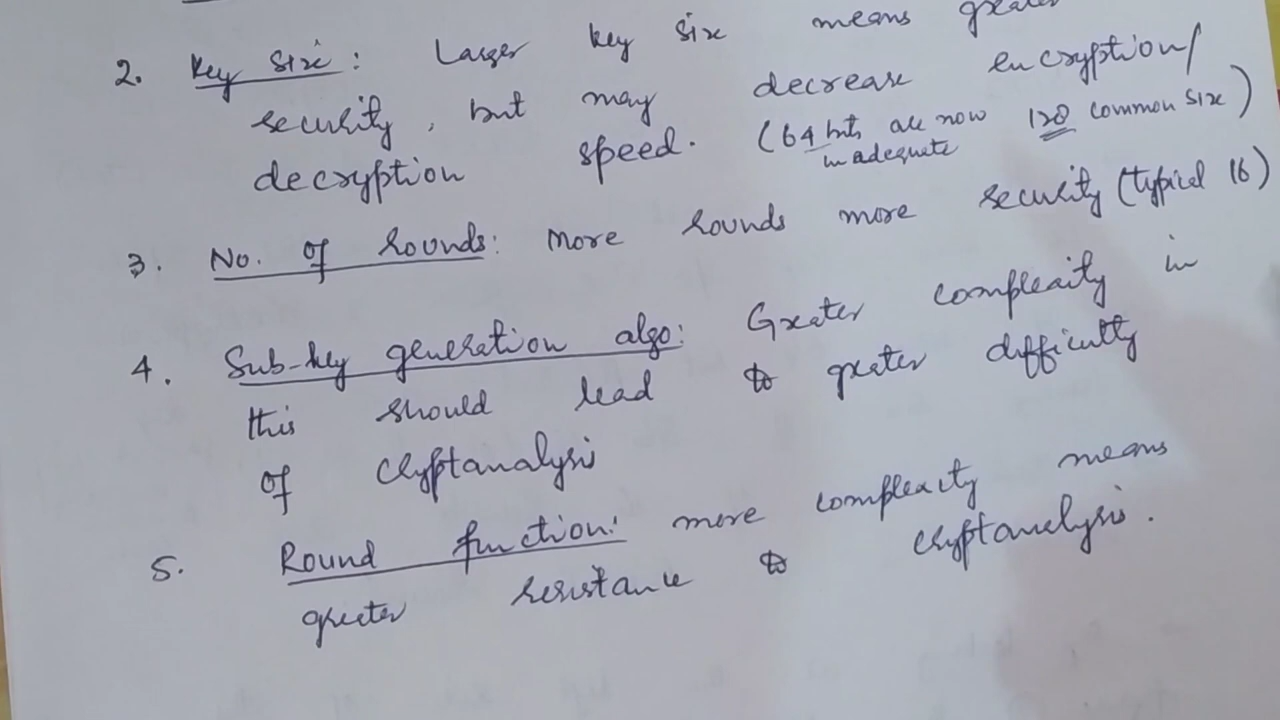 2. Key Size: Larger key size means greater
security, but may decrease encryption/
decryption speed. (64 bits are now inadequate 128 common size)
3. No. of rounds: More rounds more security (typical 16)
4. Sub-key generation algo: Greater complexity in
this should lead to greater difficulty
of cryptanalysis
5. Round function: more complexity means
greater resistance to cryptanalysis.